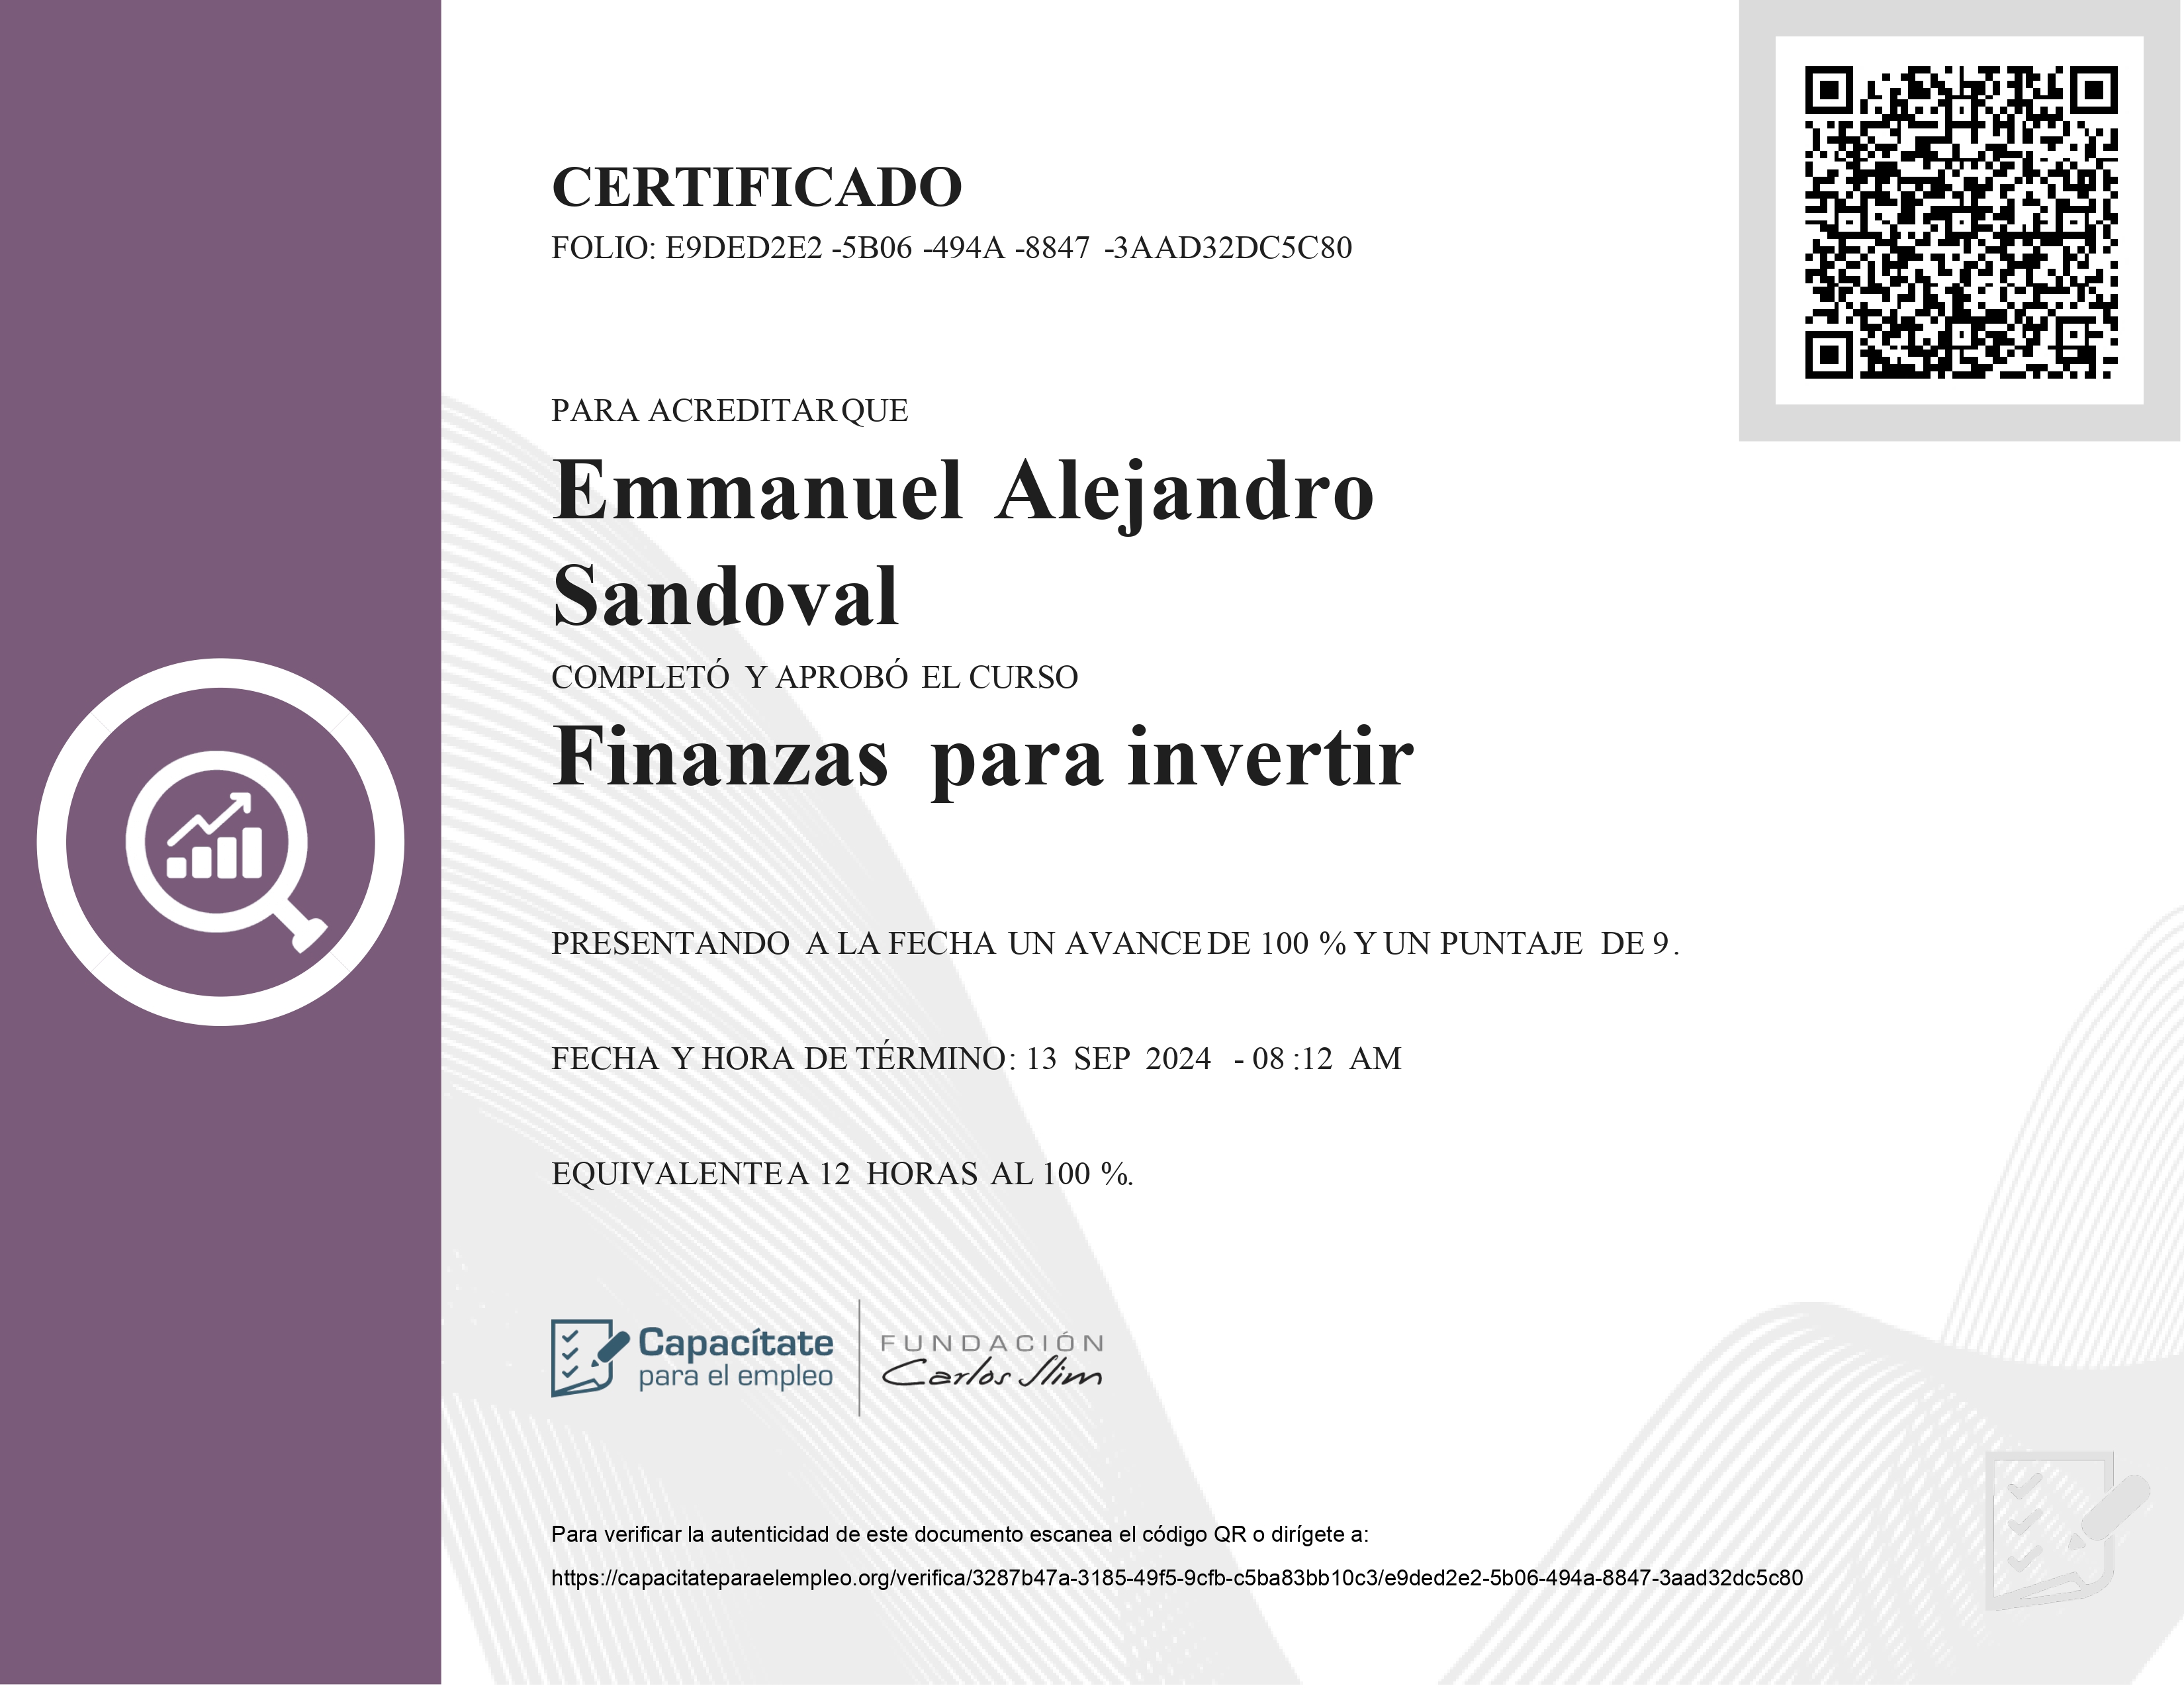 CERTIFICADO
FOLIO: E9DED2E2 -5B06 -494A -8847 -3AAD32DC5C80
PARA ACREDITAR QUE
Emmanuel Alejandro
Sandoval
COMPLETÓ Y APROBÓ EL CURSO
Finanzas para invertir
PRESENTANDO A LA FECHA UN AVANCE DE 100 % Y UN PUNTAJE DE 9.
FECHA Y HORA DE TÉRMINO: 13 SEP 2024 - 08 :12 AM
EQUIVALENTE A 12 HORAS AL 100 %.
Capacítate
para el empleo
FUNDACIÓN
Carlos Slim
Para verificar la autenticidad de este documento escanea el código QR o dirígete a:
https://capacitateparaelempleo.org/verifica/3287b47a-3185-49f5-9cfb-c5ba83bb10c3/e9ded2e2-5b06-494a-8847-3aad32dc5c80